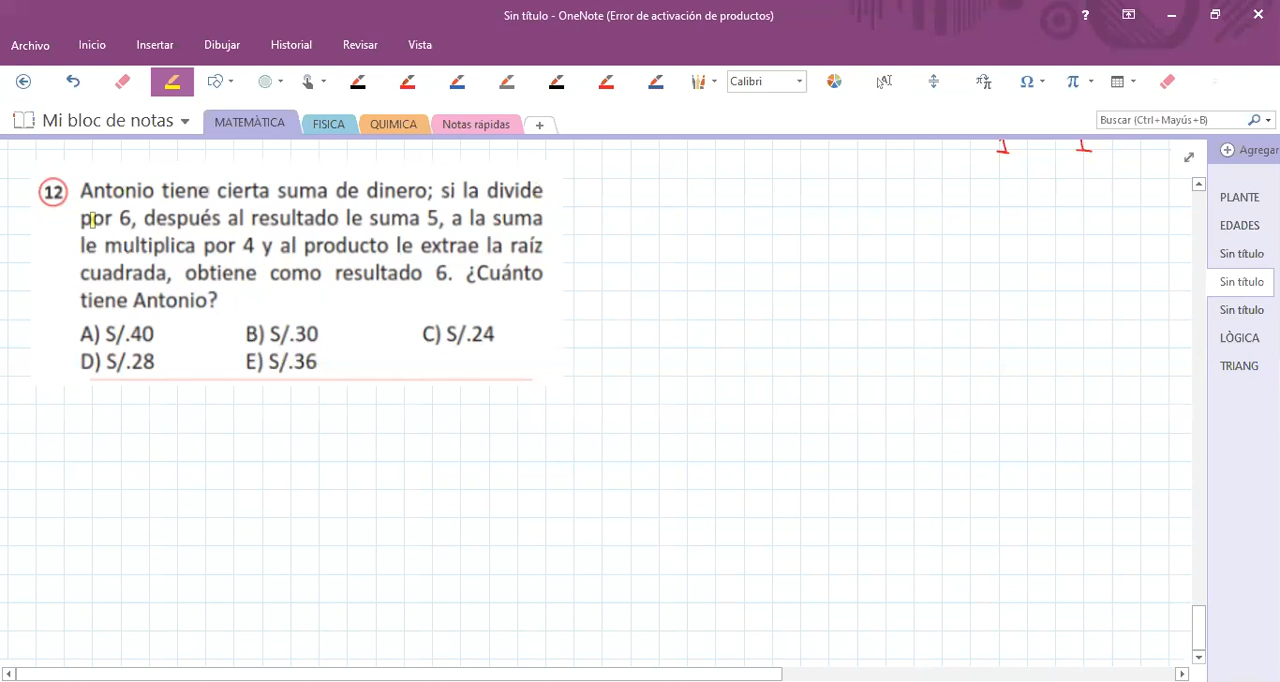 Sin título - OneNote (Error de activación de productos)
?
Archivo Inicio Insertar Dibujar Historial Revisar Vista
Calibri
Mi bloc de notas MATEMÀTICA FISICA QUIMICA Notas rápidas +
Buscar (Ctrl+Mayús+B)
Agregar
1 1
12 Antonio tiene cierta suma de dinero; si la divide
por 6, después al resultado le suma 5, a la suma
le multiplica por 4 y al producto le extrae la raíz
cuadrada, obtiene como resultado 6. ¿Cuánto
tiene Antonio?
A) S/.40 B) S/.30 C) S/.24
D) S/.28 E) S/.36
PLANTE
EDADES
Sin título
Sin título
Sin título
LÒGICA
TRIANG